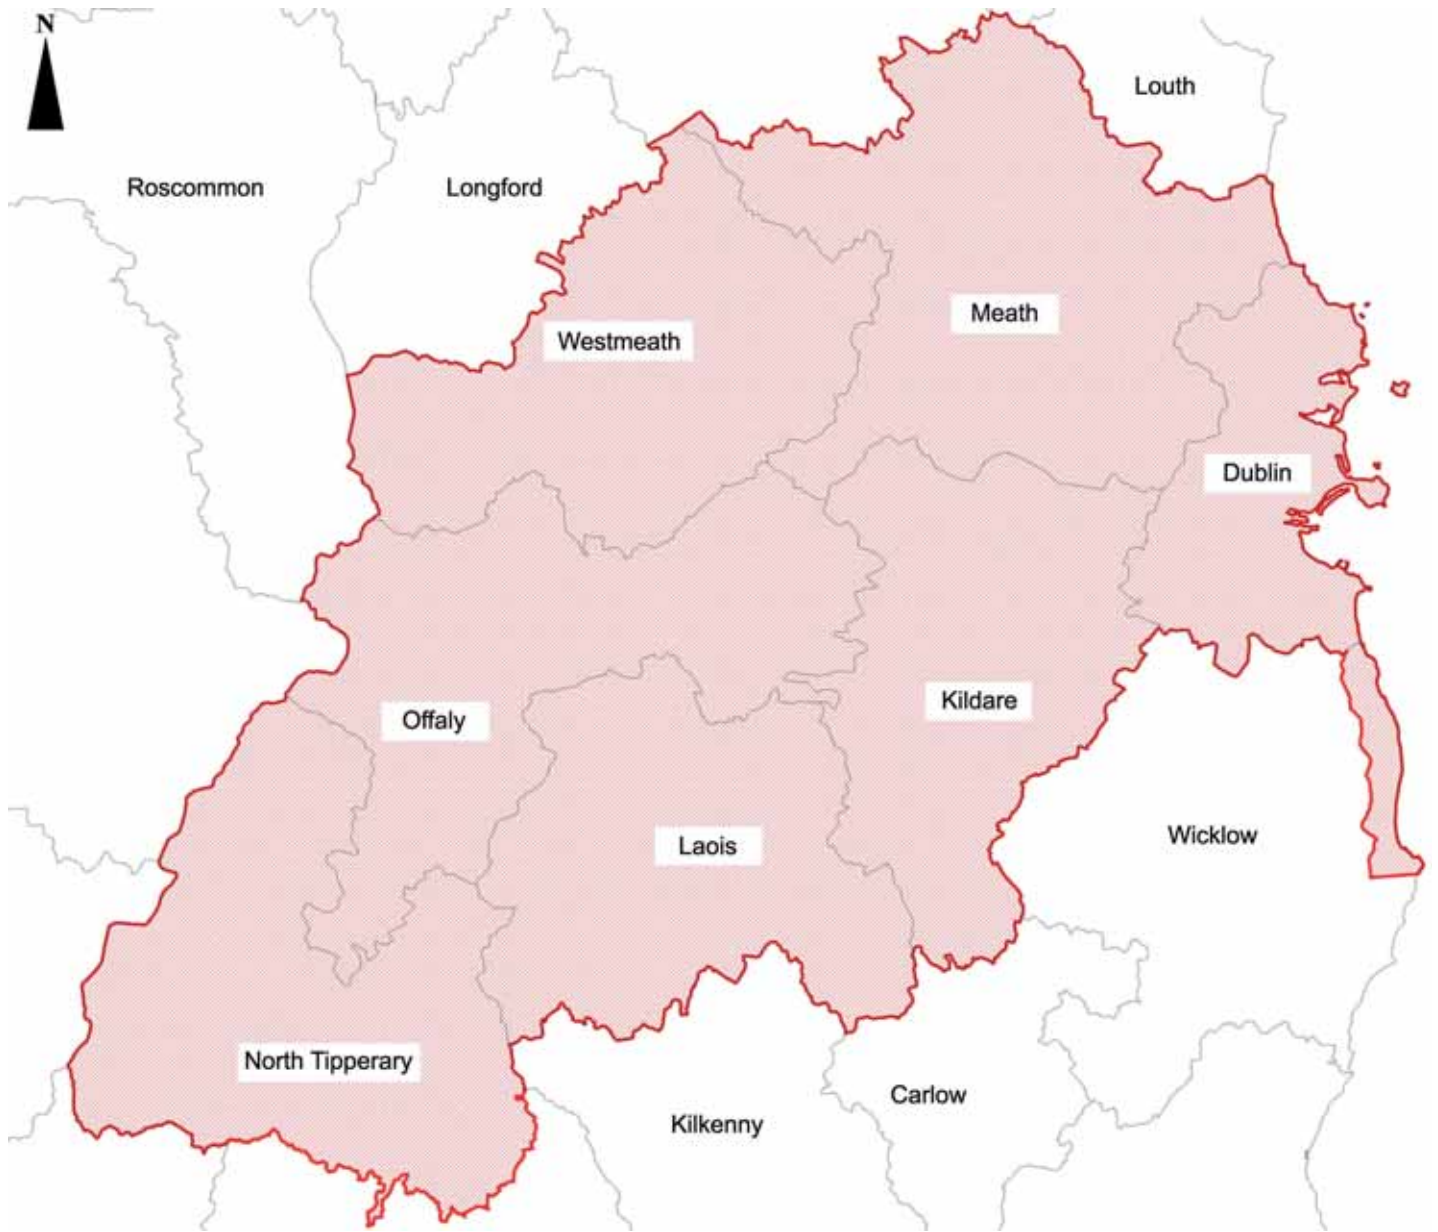 N
Louth
Roscommon
Longford
Meath
Westmeath
Dublin
Kildare
Offaly
Wicklow
Laois
North Tipperary
Carlow
Kilkenny